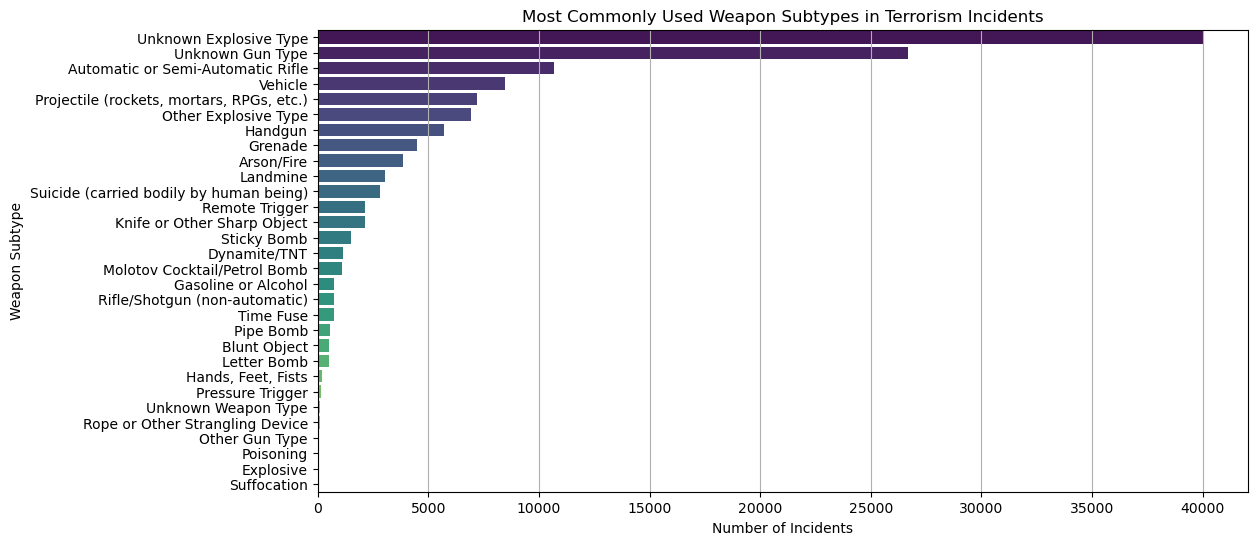 Most Commonly Used Weapon Subtypes in Terrorism Incidents
Weapon Subtype
Unknown Explosive Type
Unknown Gun Type
Automatic or Semi-Automatic Rifle
Vehicle
Projectile (rockets, mortars, RPGs, etc.)
Other Explosive Type
Handgun
Grenade
Arson/Fire
Landmine
Suicide (carried bodily by human being)
Remote Trigger
Knife or Other Sharp Object
Sticky Bomb
Dynamite/TNT
Molotov Cocktail/Petrol Bomb
Gasoline or Alcohol
Rifle/Shotgun (non-automatic)
Time Fuse
Pipe Bomb
Blunt Object
Letter Bomb
Hands, Feet, Fists
Pressure Trigger
Unknown Weapon Type
Rope or Other Strangling Device
Other Gun Type
Poisoning
Explosive
Suffocation
0 5000 10000 15000 20000 25000 30000 35000 40000
Number of Incidents